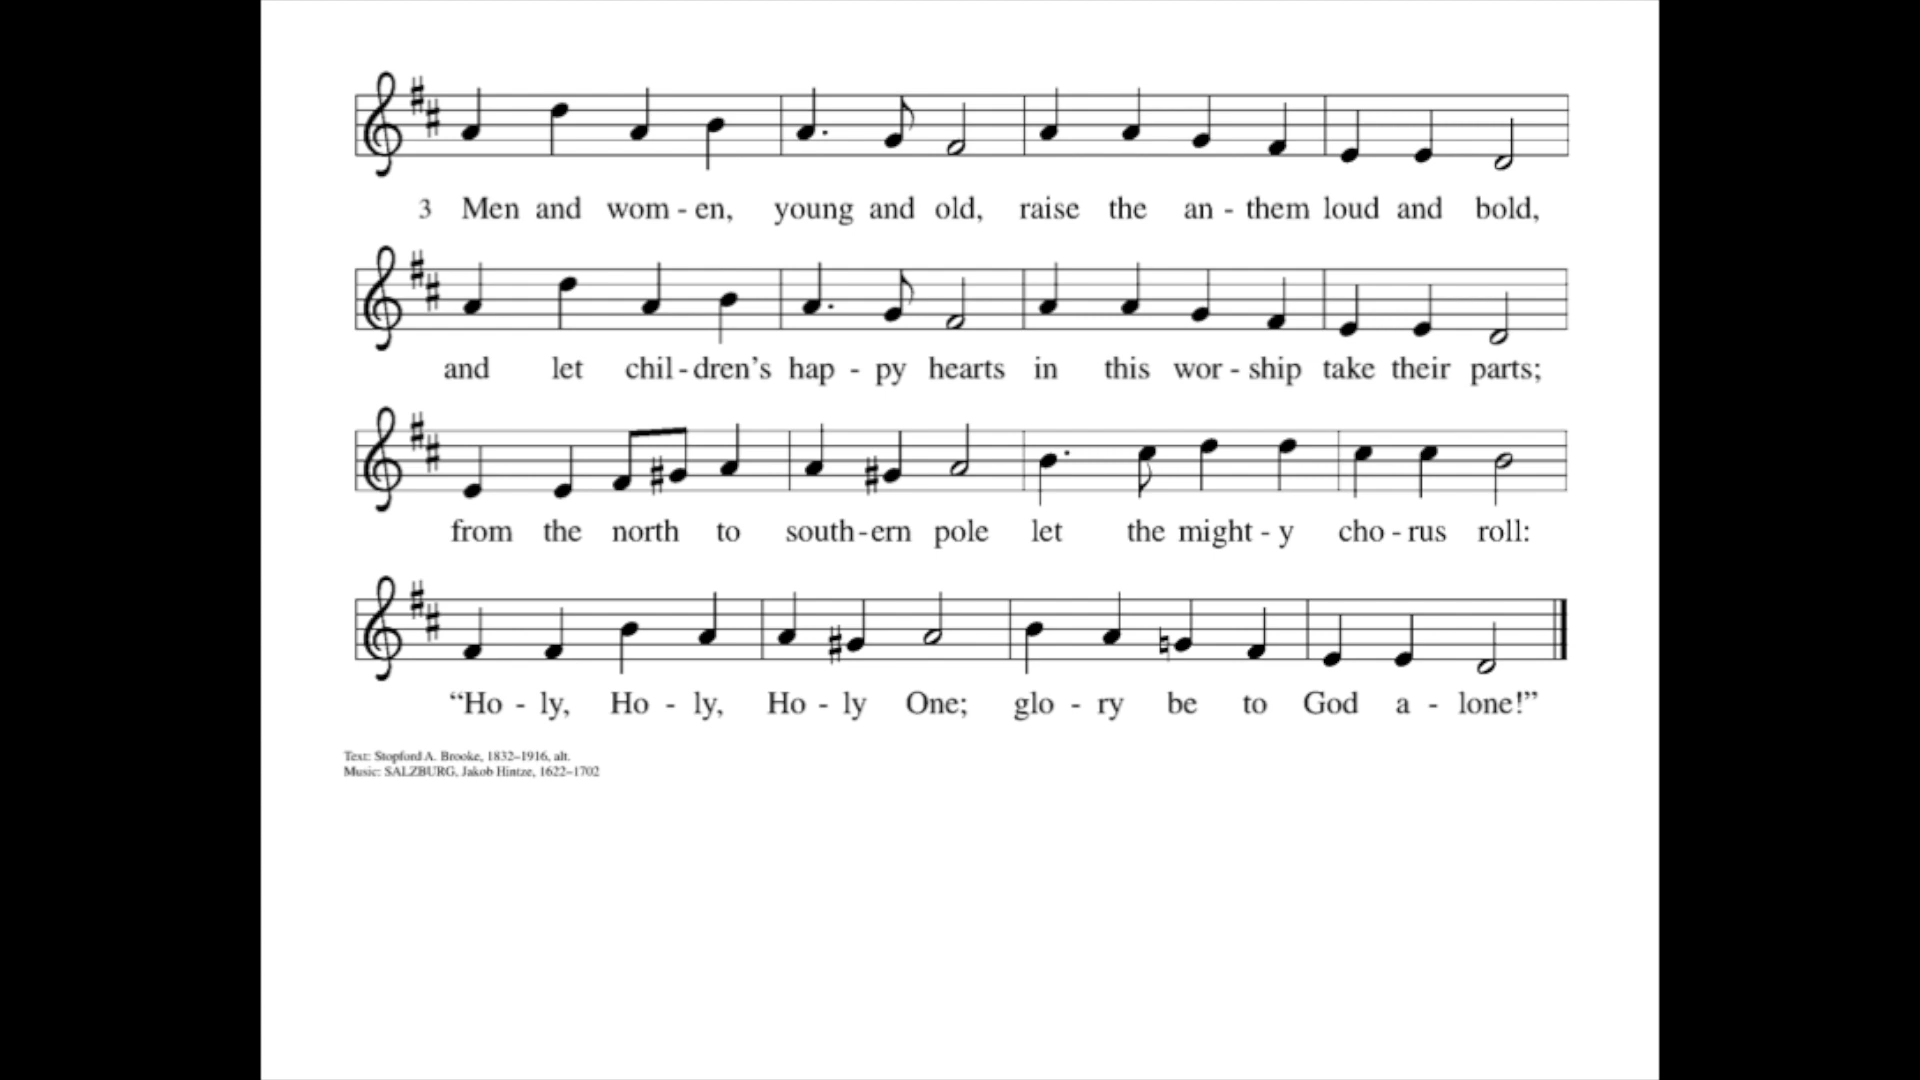 3 Men and wom - en, young and old, raise the an - them loud and bold,
and let chil - dren's hap - py hearts in this wor - ship take their parts;
from the north to south - ern pole let the might - y cho - rus roll:
“Ho - ly, Ho - ly, Ho - ly One; glo - ry be to God a - lone!”
Text: Stopford A. Brooke, 1832–1916, alt.
Music: SALZBURG, Jakob Hintze, 1622–1702